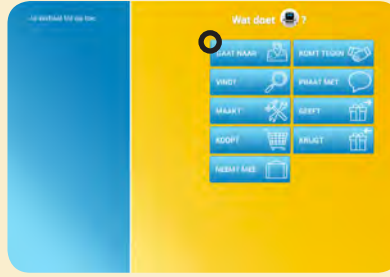 Wat doet ?
GAAT NAAR
KOMT TEGEN
VINDT
PRAAT MET
MAAKT
GEEFT
KOOPT
KRIJGT
NEEMT MEE